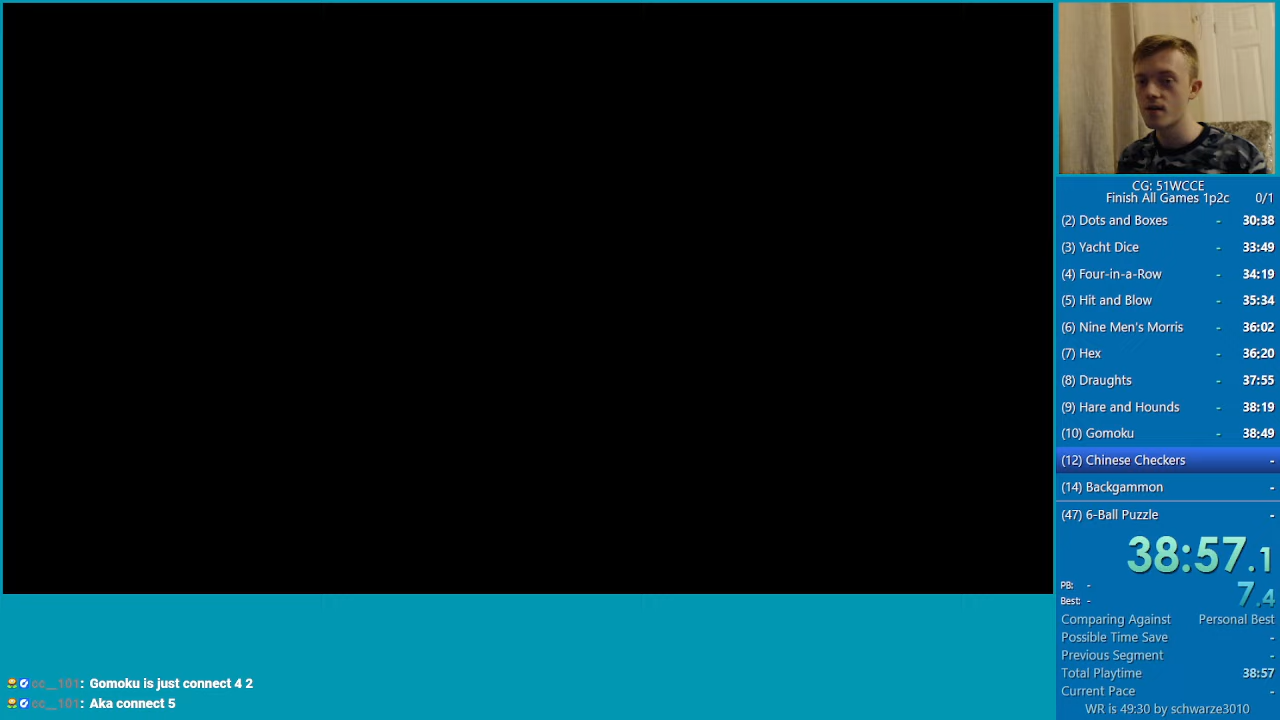 CG: 51WCCE
Finish All Games 1p2c 0/1
(2) Dots and Boxes - 30:38
(3) Yacht Dice - 33:49
(4) Four-in-a-Row - 34:19
(5) Hit and Blow - 35:34
(6) Nine Men's Morris - 36:02
(7) Hex - 36:20
(8) Draughts - 37:55
(9) Hare and Hounds - 38:19
(10) Gomoku - 38:49
(12) Chinese Checkers -
(14) Backgammon -
(47) 6-Ball Puzzle -
38:57.1
PB: -
Best: - 7.4
Comparing Against Personal Best
Possible Time Save -
Previous Segment -
Total Playtime 38:57
Current Pace -
WR is 49:30 by schwarze3010
cc__101: Gomoku is just connect 4 2
cc__101: Aka connect 5